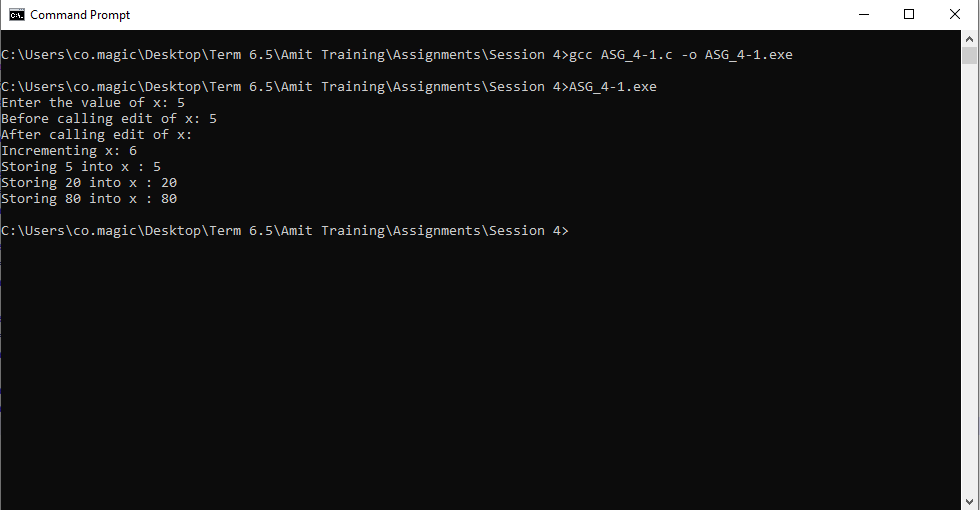 Command Prompt
C:\Users\co.magic\Desktop\Term 6.5\Amit Training\Assignments\Session 4>gcc ASG_4-1.c -o ASG_4-1.exe
C:\Users\co.magic\Desktop\Term 6.5\Amit Training\Assignments\Session 4>ASG_4-1.exe
Enter the value of x: 5
Before calling edit of x: 5
After calling edit of x:
Incrementing x: 6
Storing 5 into x : 5
Storing 20 into x : 20
Storing 80 into x : 80
C:\Users\co.magic\Desktop\Term 6.5\Amit Training\Assignments\Session 4>